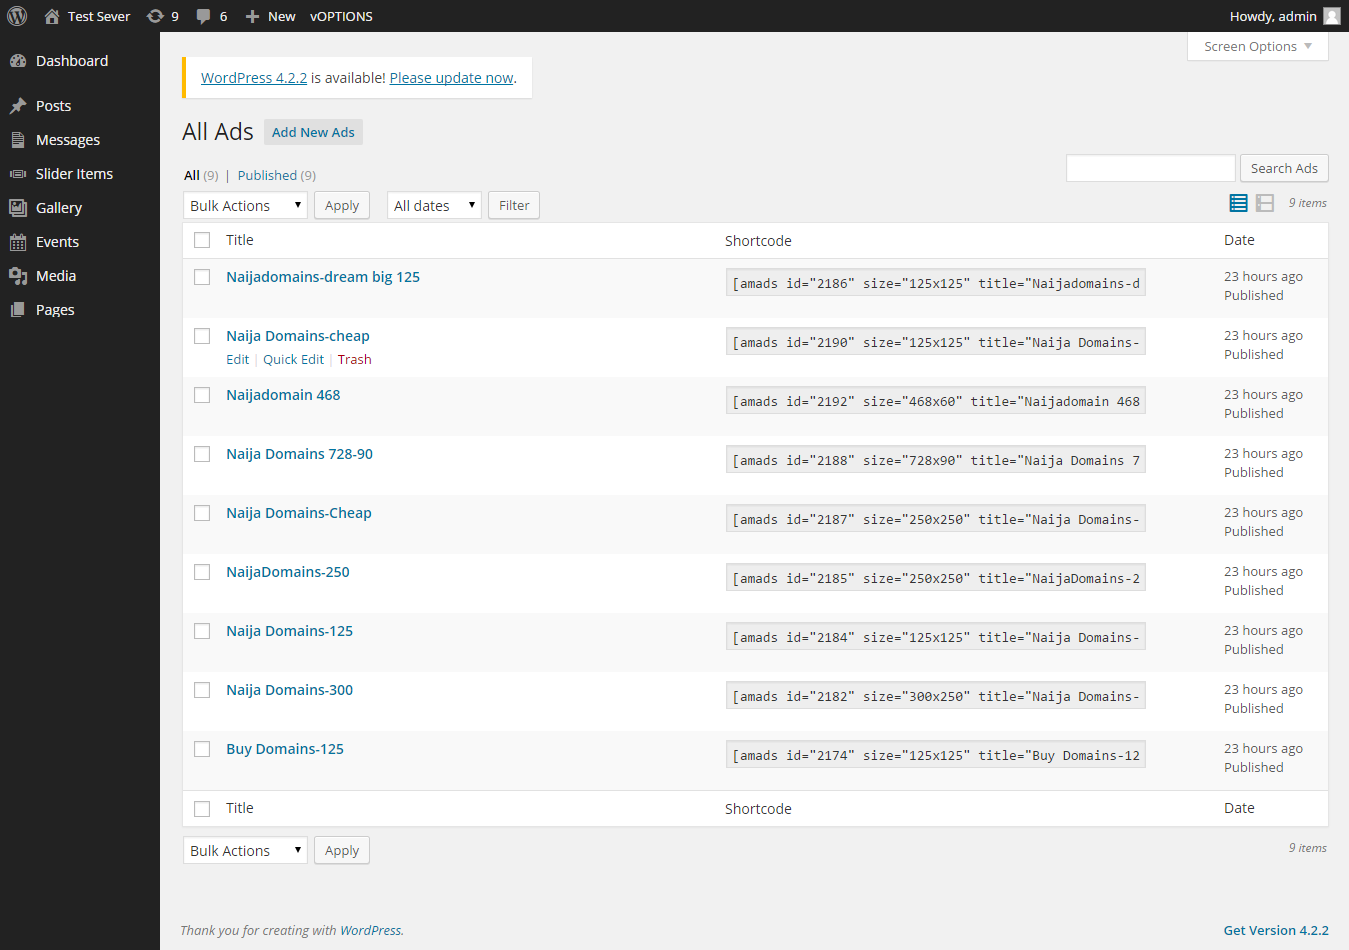 Test Sever 9 6 New vOPTIONS Howdy, admin
Screen Options
Dashboard
Posts
Messages
Slider Items
Gallery
Events
Media
Pages
WordPress 4.2.2 is available! Please update now.
All Ads Add New Ads
All (9) | Published (9)
Search Ads
Bulk Actions Apply All dates Filter 9 items
Title Shortcode Date
Naijadomains-dream big 125 [amads id="2186" size="125x125" title="Naijadomains-d 23 hours ago
Published
Naija Domains-cheap [amads id="2190" size="125x125" title="Naija Domains- 23 hours ago
Edit | Quick Edit | Trash Published
Naijadomain 468 [amads id="2192" size="468x60" title="Naijadomain 468 23 hours ago
Published
Naija Domains 728-90 [amads id="2188" size="728x90" title="Naija Domains 7 23 hours ago
Published
Naija Domains-Cheap [amads id="2187" size="250x250" title="Naija Domains- 23 hours ago
Published
NaijaDomains-250 [amads id="2185" size="250x250" title="NaijaDomains-2 23 hours ago
Published
Naija Domains-125 [amads id="2184" size="125x125" title="Naija Domains- 23 hours ago
Published
Naija Domains-300 [amads id="2182" size="300x250" title="Naija Domains- 23 hours ago
Published
Buy Domains-125 [amads id="2174" size="125x125" title="Buy Domains-12 23 hours ago
Published
Title Shortcode Date
Bulk Actions Apply 9 items
Thank you for creating with WordPress. Get Version 4.2.2